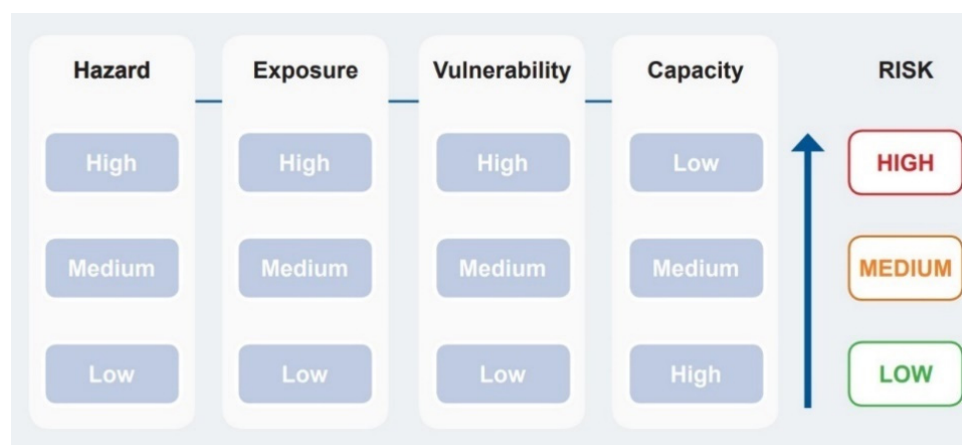 Hazard Exposure Vulnerability Capacity RISK
High High High Low HIGH
Medium Medium Medium Medium MEDIUM
Low Low Low High LOW